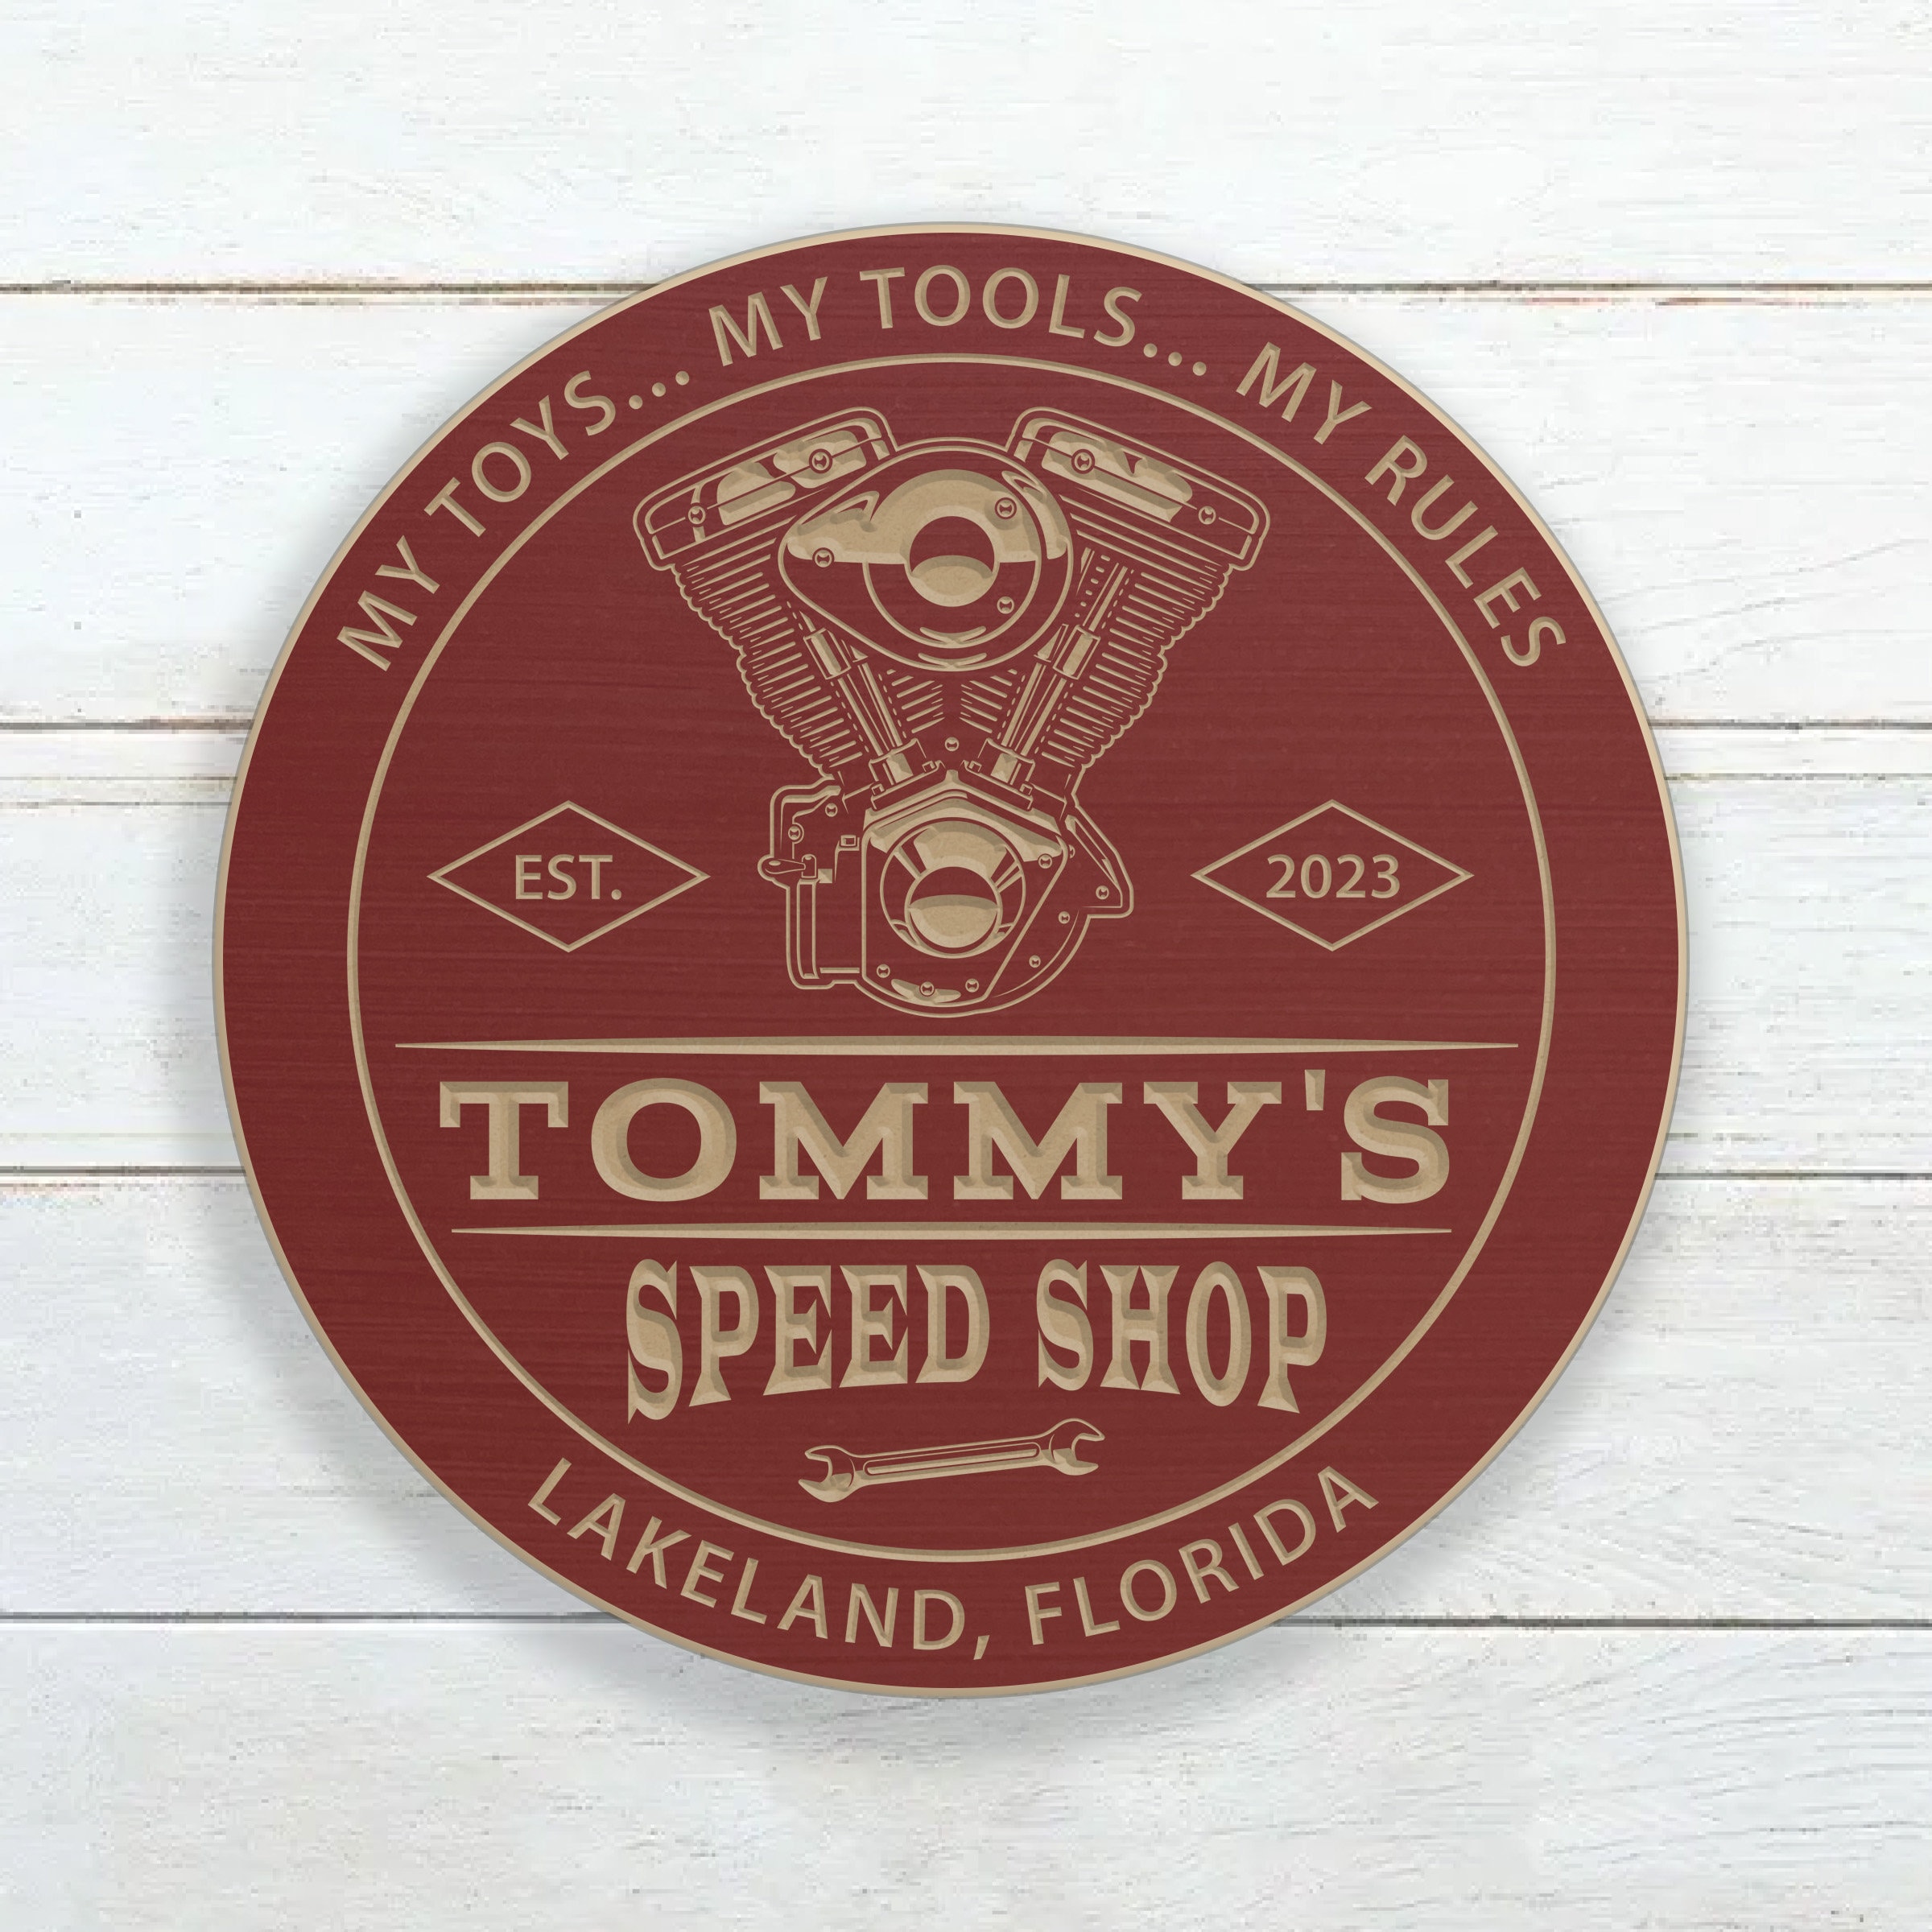 MY TOYS... MY TOOLS... MY RULES
EST.
2023
TOMMY'S
SPEED SHOP
LAKELAND, FLORIDA